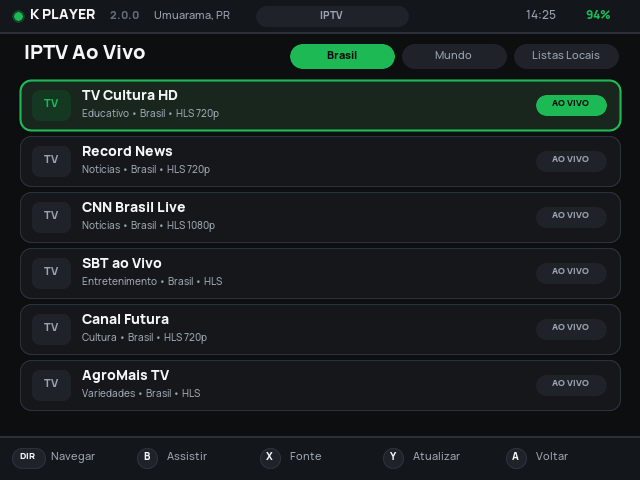 K PLAYER 2.0.0 Umuarama, PR IPTV 14:25 94%
IPTV Ao Vivo Brasil Mundo Listas Locais
TV TV Cultura HD AO VIVO
Educativo • Brasil • HLS 720p
TV Record News AO VIVO
Notícias • Brasil • HLS 720p
TV CNN Brasil Live AO VIVO
Notícias • Brasil • HLS 1080p
TV SBT ao Vivo AO VIVO
Entretenimento • Brasil • HLS
TV Canal Futura AO VIVO
Cultura • Brasil • HLS 720p
TV AgroMais TV AO VIVO
Variedades • Brasil • HLS
DIR Navegar B Assistir X Fonte Y Atualizar A Voltar